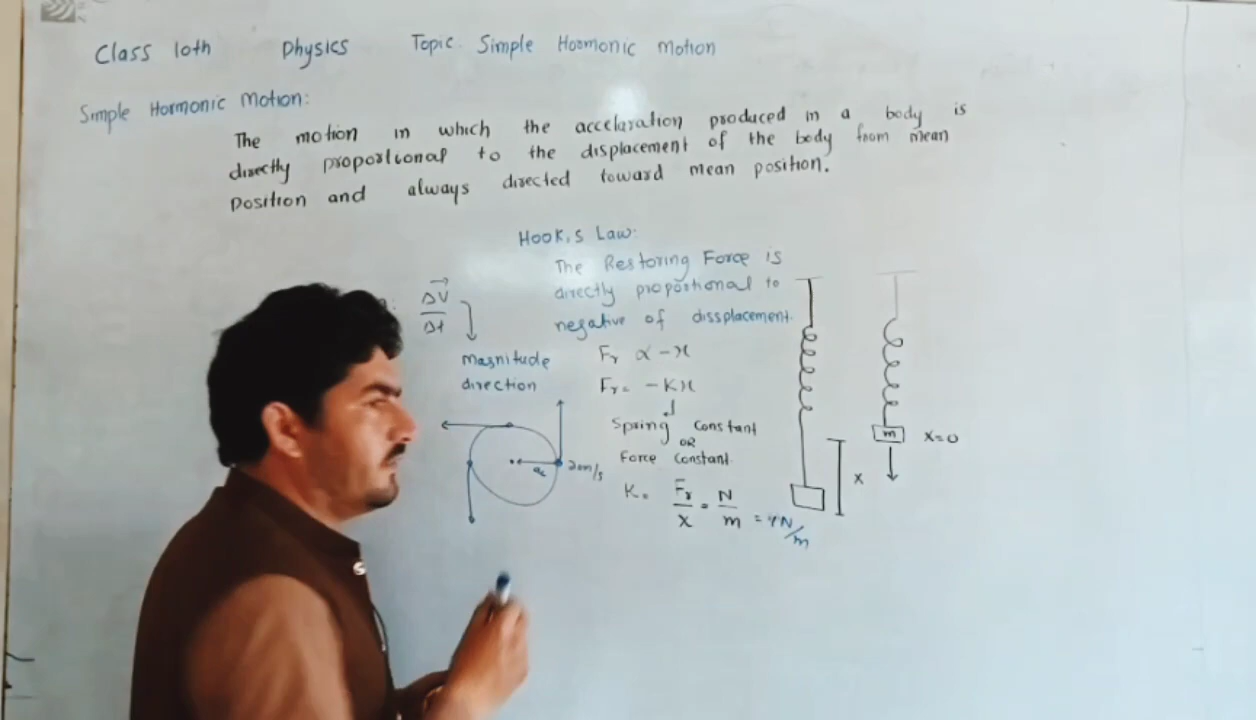 Class 10th Physics Topic. Simple Hormonic Motion
Simple Hormonic Motion:
The motion in which the acceleration produced in a body is
directly proportional to the displacement of the body from mean
position and always directed toward mean position.
Hook,s Law:
The Restoring Force is
directly proportional to
negative of dissplacement.
ΔV⃗
Δt
Magnitude
direction
Fr ∝ -x
Fr = -Kx
Spring Constant
OR
Force Constant
ac
20m/s
K = Fr/x = N/m = 4N/m
m
x=0
x